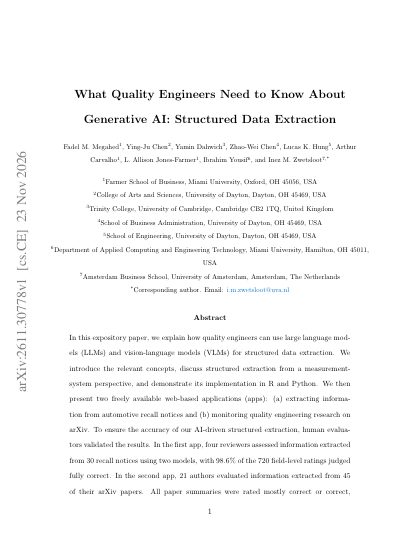 What Quality Engineers Need to Know About
Generative AI: Structured Data Extraction
Fadel M. Megahed1, Ying-Ju Chen2, Yamin Dahwich3, Zhao-Wei Chen4, Lucas K. Hung5, Arthur
Carvalho1, L. Allison Jones-Farmer1, Ibrahim Yousif6, and Inez M. Zwetsloot7,*
1Farmer School of Business, Miami University, Oxford, OH 45056, USA
2College of Arts and Sciences, University of Dayton, Dayton, OH 45469, USA
3Trinity College, University of Cambridge, Cambridge CB2 1TQ, United Kingdom
4School of Business Administration, University of Dayton, OH 45469, USA
5School of Engineering, University of Dayton, OH 45469, USA
6Department of Applied Computing and Engineering Technology, Miami University, Hamilton, OH 45011,
USA
7Amsterdam Business School, University of Amsterdam, Amsterdam, The Netherlands
*Corresponding author. Email: i.m.zwetsloot@uva.nl
Abstract
In this expository paper, we explain how quality engineers can use large language mod-
els (LLMs) and vision-language models (VLMs) for structured data extraction. We
introduce the relevant concepts, discuss structured extraction from a measurement-
system perspective, and demonstrate its implementation in R and Python. We then
present two freely available web-based applications (apps): (a) extracting informa-
tion from automotive recall notices and (b) monitoring quality engineering research on
arXiv. To ensure the accuracy of our AI-driven structured extraction, human evalua-
tors validated the results. In the first app, four reviewers assessed information extracted
from 30 recall notices using two models, with 98.6% of the 720 field-level ratings judged
fully correct. In the second app, 21 authors evaluated information extracted from 45
of their arXiv papers. All paper summaries were rated mostly correct or correct,
1
arXiv:2611.30778v1 [cs.CE] 23 Nov 2026